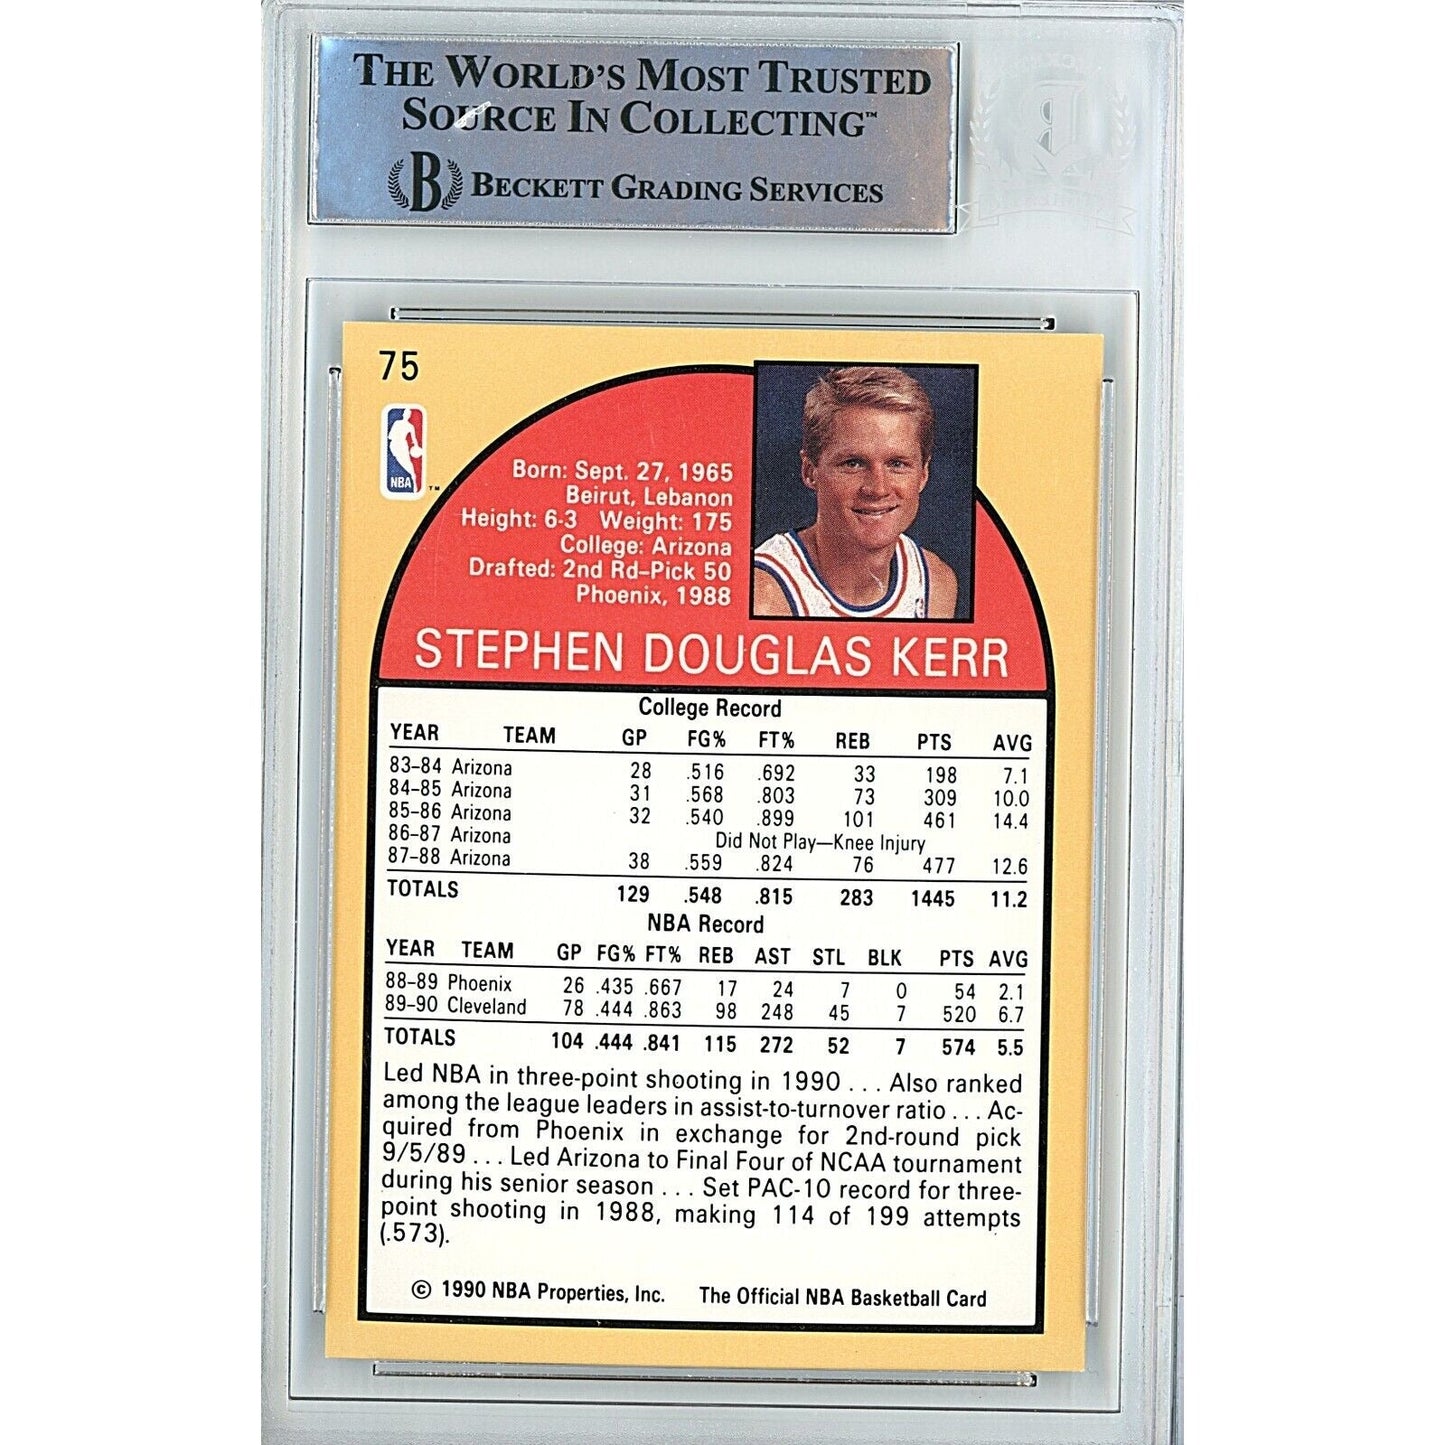 THE WORLD'S MOST TRUSTED
SOURCE IN COLLECTING™
B BECKETT GRADING SERVICES
75
NBA ™
Born: Sept. 27, 1965
Beirut, Lebanon
Height: 6-3 Weight: 175
College: Arizona
Drafted: 2nd Rd–Pick 50
Phoenix, 1988
STEPHEN DOUGLAS KERR
College Record
YEAR TEAM GP FG% FT% REB PTS AVG
83–84 Arizona 28 .516 .692 33 198 7.1
84–85 Arizona 31 .568 .803 73 309 10.0
85–86 Arizona 32 .540 .899 101 461 14.4
86–87 Arizona Did Not Play—Knee Injury
87–88 Arizona 38 .559 .824 76 477 12.6
TOTALS 129 .548 .815 283 1445 11.2
NBA Record
YEAR TEAM GP FG% FT% REB AST STL BLK PTS AVG
88–89 Phoenix 26 .435 .667 17 24 7 0 54 2.1
89–90 Cleveland 78 .444 .863 98 248 45 7 520 6.7
TOTALS 104 .444 .841 115 272 52 7 574 5.5
Led NBA in three-point shooting in 1990 . . . Also ranked
among the league leaders in assist-to-turnover ratio . . . Ac-
quired from Phoenix in exchange for 2nd-round pick
9/5/89 . . . Led Arizona to Final Four of NCAA tournament
during his senior season . . . Set PAC-10 record for three-
point shooting in 1988, making 114 of 199 attempts
(.573).
© 1990 NBA Properties, Inc. The Official NBA Basketball Card